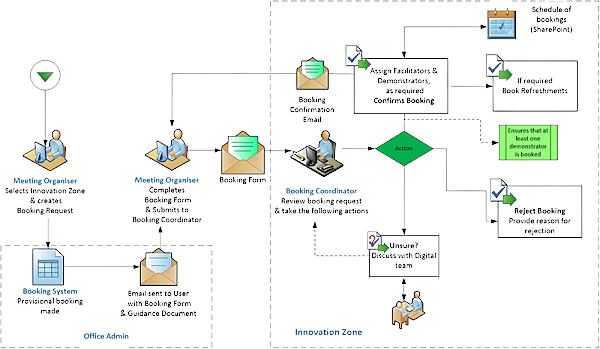 Schedule of
bookings
(SharePoint)
Assign Facilitators &
Demonstrators,
as required
Confirms Booking
If required
Book Refreshments
Booking
Confirmation
Email
Ensures that at
least one
demonstrator
is booked
Action
Meeting Organiser
Selects Innovation Zone
& creates
Booking Request
Meeting Organiser
Completes
Booking Form
& Submits to
Booking Coordinator
Booking Form
Booking Coordinator
Review booking request
& take the following actions
Reject Booking
Provide reason for
rejection
Unsure?
Discuss with Digital
team
Booking System
Provisional booking
made
Email sent to User
with Booking Form
& Guidance Document
Office Admin
Innovation Zone